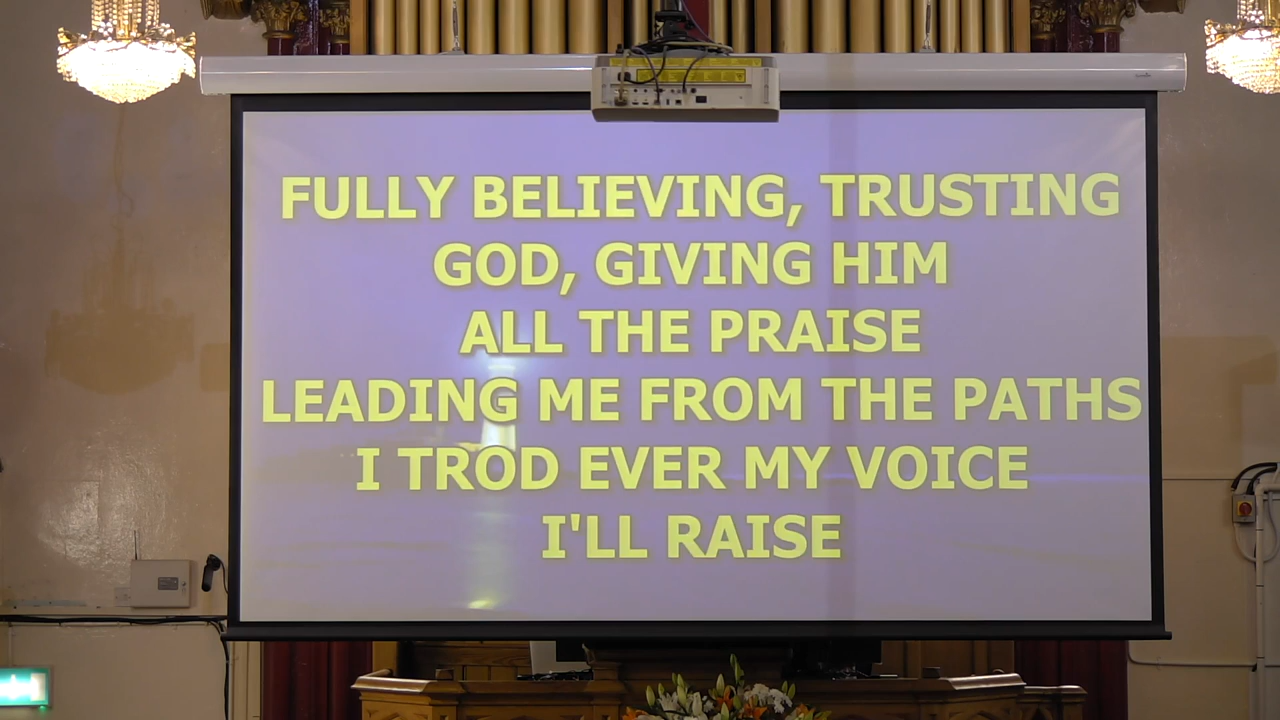 FULLY BELIEVING, TRUSTING
GOD, GIVING HIM
ALL THE PRAISE
LEADING ME FROM THE PATHS
I TROD EVER MY VOICE
I'LL RAISE